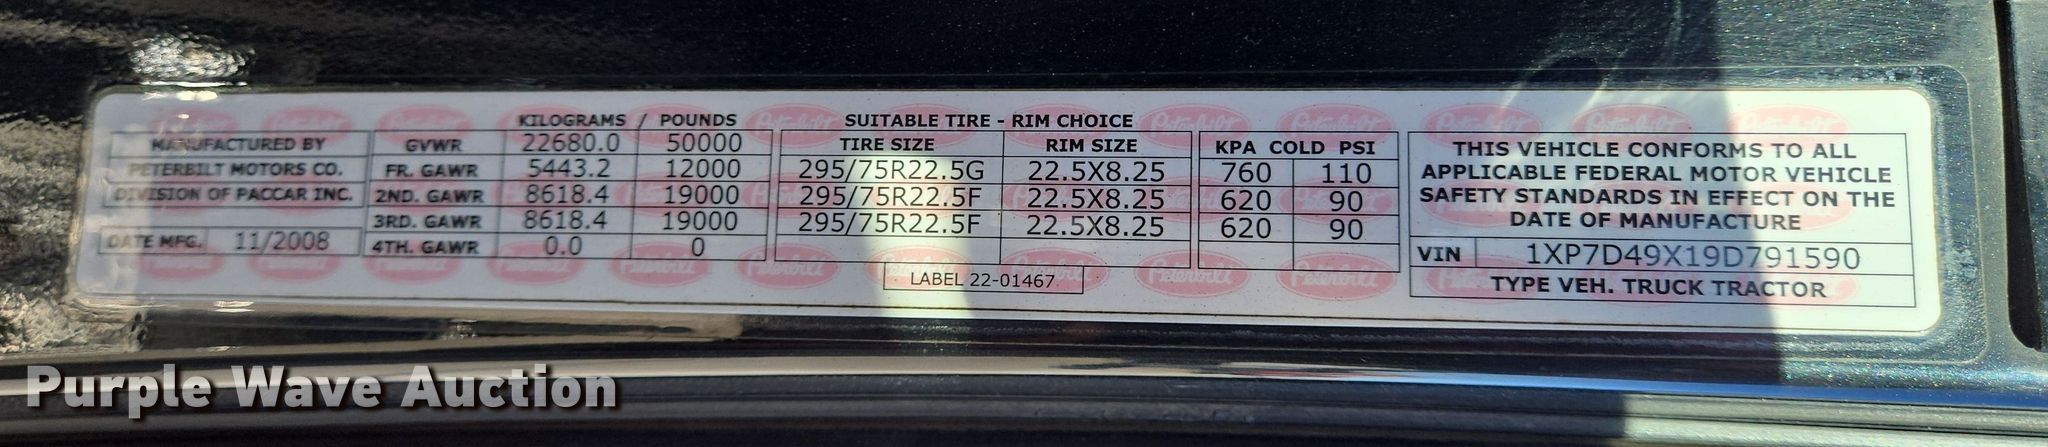 KILOGRAMS / POUNDS SUITABLE TIRE - RIM CHOICE
MANUFACTURED BY
PETERBILT MOTORS CO.
DIVISION OF PACCAR INC.
DATE MFG. 11/2008
GVWR 22680.0 50000
FR. GAWR 5443.2 12000
2ND. GAWR 8618.4 19000
3RD. GAWR 8618.4 19000
4TH. GAWR 0.0 0
TIRE SIZE RIM SIZE KPA COLD PSI
295/75R22.5G 22.5X8.25 760 110
295/75R22.5F 22.5X8.25 620 90
295/75R22.5F 22.5X8.25 620 90
LABEL 22-01467
THIS VEHICLE CONFORMS TO ALL
APPLICABLE FEDERAL MOTOR VEHICLE
SAFETY STANDARDS IN EFFECT ON THE
DATE OF MANUFACTURE
VIN 1XP7D49X19D791590
TYPE VEH. TRUCK TRACTOR
Peterbilt
Purple Wave Auction